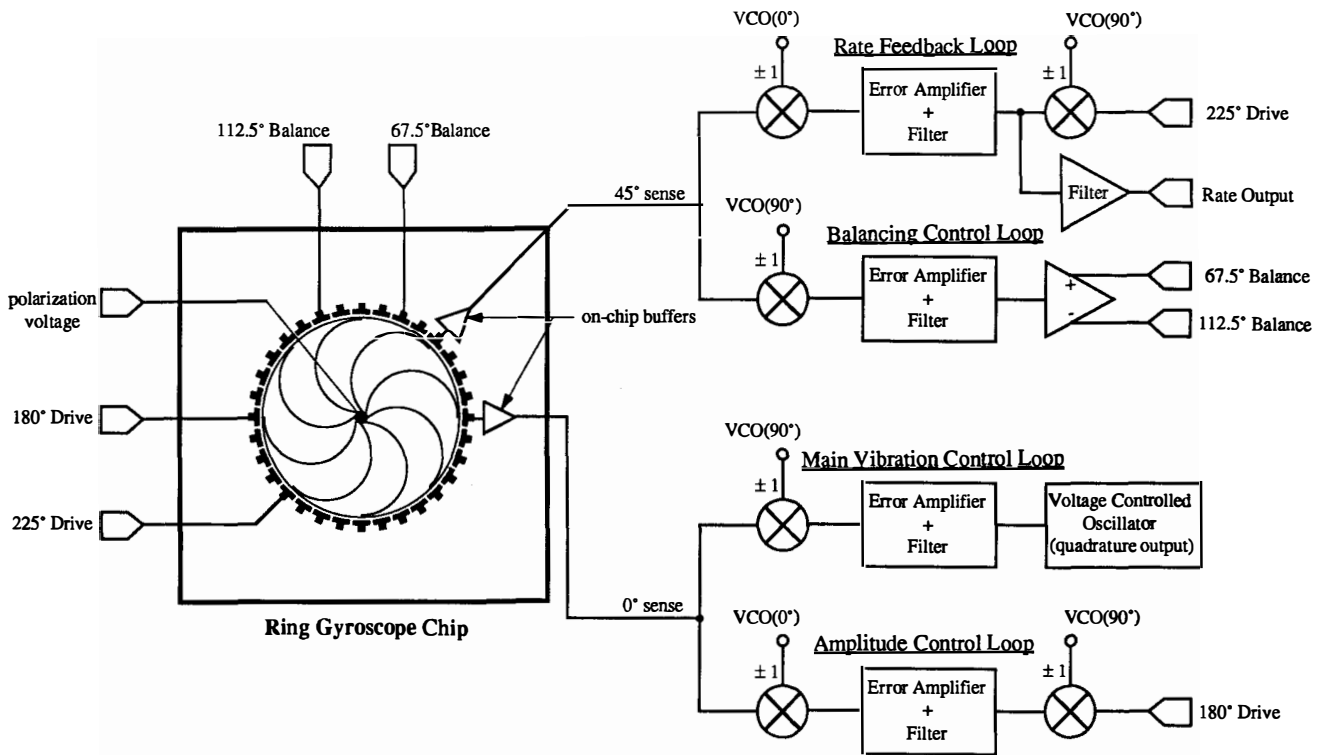 VCO(0°)
VCO(90°)
Rate Feedback Loop
± 1
± 1
Error Amplifier
+
Filter
225° Drive
Filter
Rate Output
112.5° Balance
67.5°Balance
45° sense
VCO(90°)
± 1
Balancing Control Loop
Error Amplifier
+
Filter
+
-
67.5° Balance
112.5° Balance
polarization
voltage
on-chip buffers
180° Drive
225° Drive
Ring Gyroscope Chip
0° sense
VCO(90°)
± 1
Main Vibration Control Loop
Error Amplifier
+
Filter
Voltage Controlled
Oscillator
(quadrature output)
VCO(0°)
VCO(90°)
Amplitude Control Loop
± 1
± 1
Error Amplifier
+
Filter
180° Drive